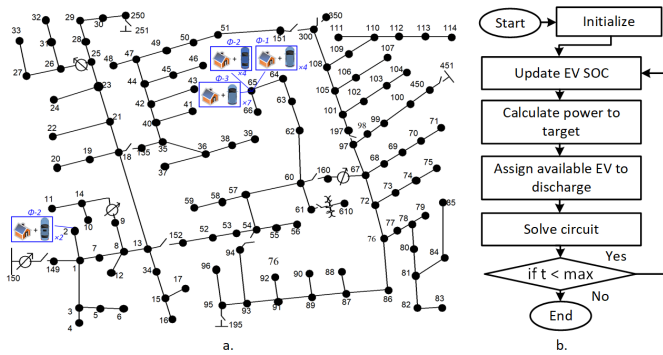 32 33 31 30 29 250 251 28 27 26 25 24 23 22 21 20 19 18 135
48 47 49 50 51 151 300 350 46 45 44 43 42 41 40 35 36 37 38 39
111 110 112 113 114 109 107 108 106 105 104 103 102 101 451 450 100 99 98 197 97
Φ-2
+
×4
Φ-1
+
×4
Φ-3
+
×7
65 64 63 66 62 60 160 67 68 69 70 71 72 73 74 75
11 14 10 9 2 59 58 57 61 610 79 85
Φ-2
+
×2
150 149 1 7 8 12 13 152 52 53 54 55 56 76 77 78 80 84 81 82 83
3 4 5 6 34 15 17 16 96 94 76 92 90 88 95 93 91 89 87 86 195
a.
Start
Initialize
Update EV SOC
Calculate power to
target
Assign available EV to
discharge
Solve circuit
Yes
if t < max
No
End
b.